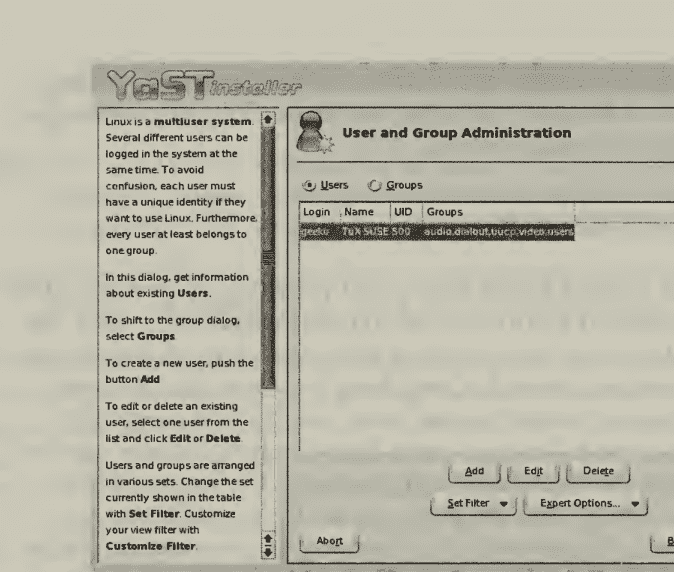 YaST installer
Linux is a multiuser system.
Several different users can be
logged in the system at the
same time. To avoid
confusion, each user must
have a unique identity if they
want to use Linux. Furthermore,
every user at least belongs to
one group.
In this dialog, get information
about existing Users.
To shift to the group dialog,
select Groups
To create a new user, push the
button Add
To edit or delete an existing
user, select one user from the
list and click Edit or Delete.
Users and groups are arranged
in various sets. Change the set
currently shown in the table
with Set Filter. Customize
your view filter with
Customize Filter.
User and Group Administration
Users Groups
Login Name UID Groups
geeko Tux SuSE 500 audio,dialout,uucp,video,users
Add Edit Delete
Set Filter Expert Options...
Abort